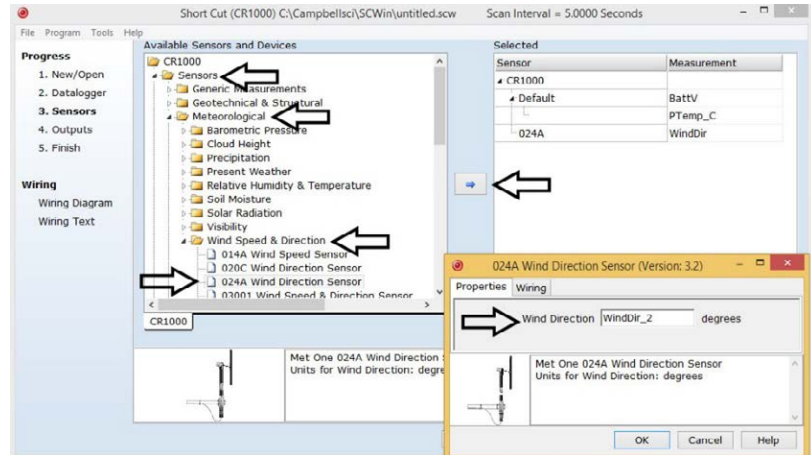 Short Cut (CR1000) C:\Campbellsci\SCWin\untitled.scw Scan Interval = 5.0000 Seconds
File Program Tools Help
Progress
1. New/Open
2. Datalogger
3. Sensors
4. Outputs
5. Finish
Wiring
Wiring Diagram
Wiring Text
Available Sensors and Devices
CR1000
Sensors
Generic Measurements
Geotechnical & Structural
Meteorological
Barometric Pressure
Cloud Height
Precipitation
Present Weather
Relative Humidity & Temperature
Soil Moisture
Solar Radiation
Visibility
Wind Speed & Direction
014A Wind Speed Sensor
020C Wind Direction Sensor
024A Wind Direction Sensor
03001 Wind Speed & Direction Sensor
CR1000
Met One 024A Wind Direction
Units for Wind Direction: degre
Selected
Sensor Measurement
CR1000
Default BattV
PTemp_C
024A WindDir
024A Wind Direction Sensor (Version: 3.2)
Properties Wiring
Wind Direction WindDir_2 degrees
Met One 024A Wind Direction Sensor
Units for Wind Direction: degrees
OK Cancel Help